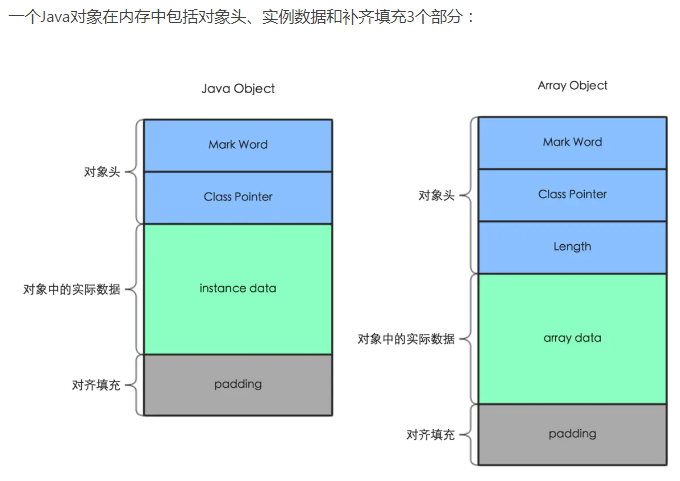 一个Java对象在内存中包括对象头、实例数据和补齐填充3个部分：
Java Object
Mark Word
对象头
Class Pointer
对象中的实际数据
instance data
对齐填充
padding
Array Object
Mark Word
对象头
Class Pointer
Length
对象中的实际数据
array data
对齐填充
padding